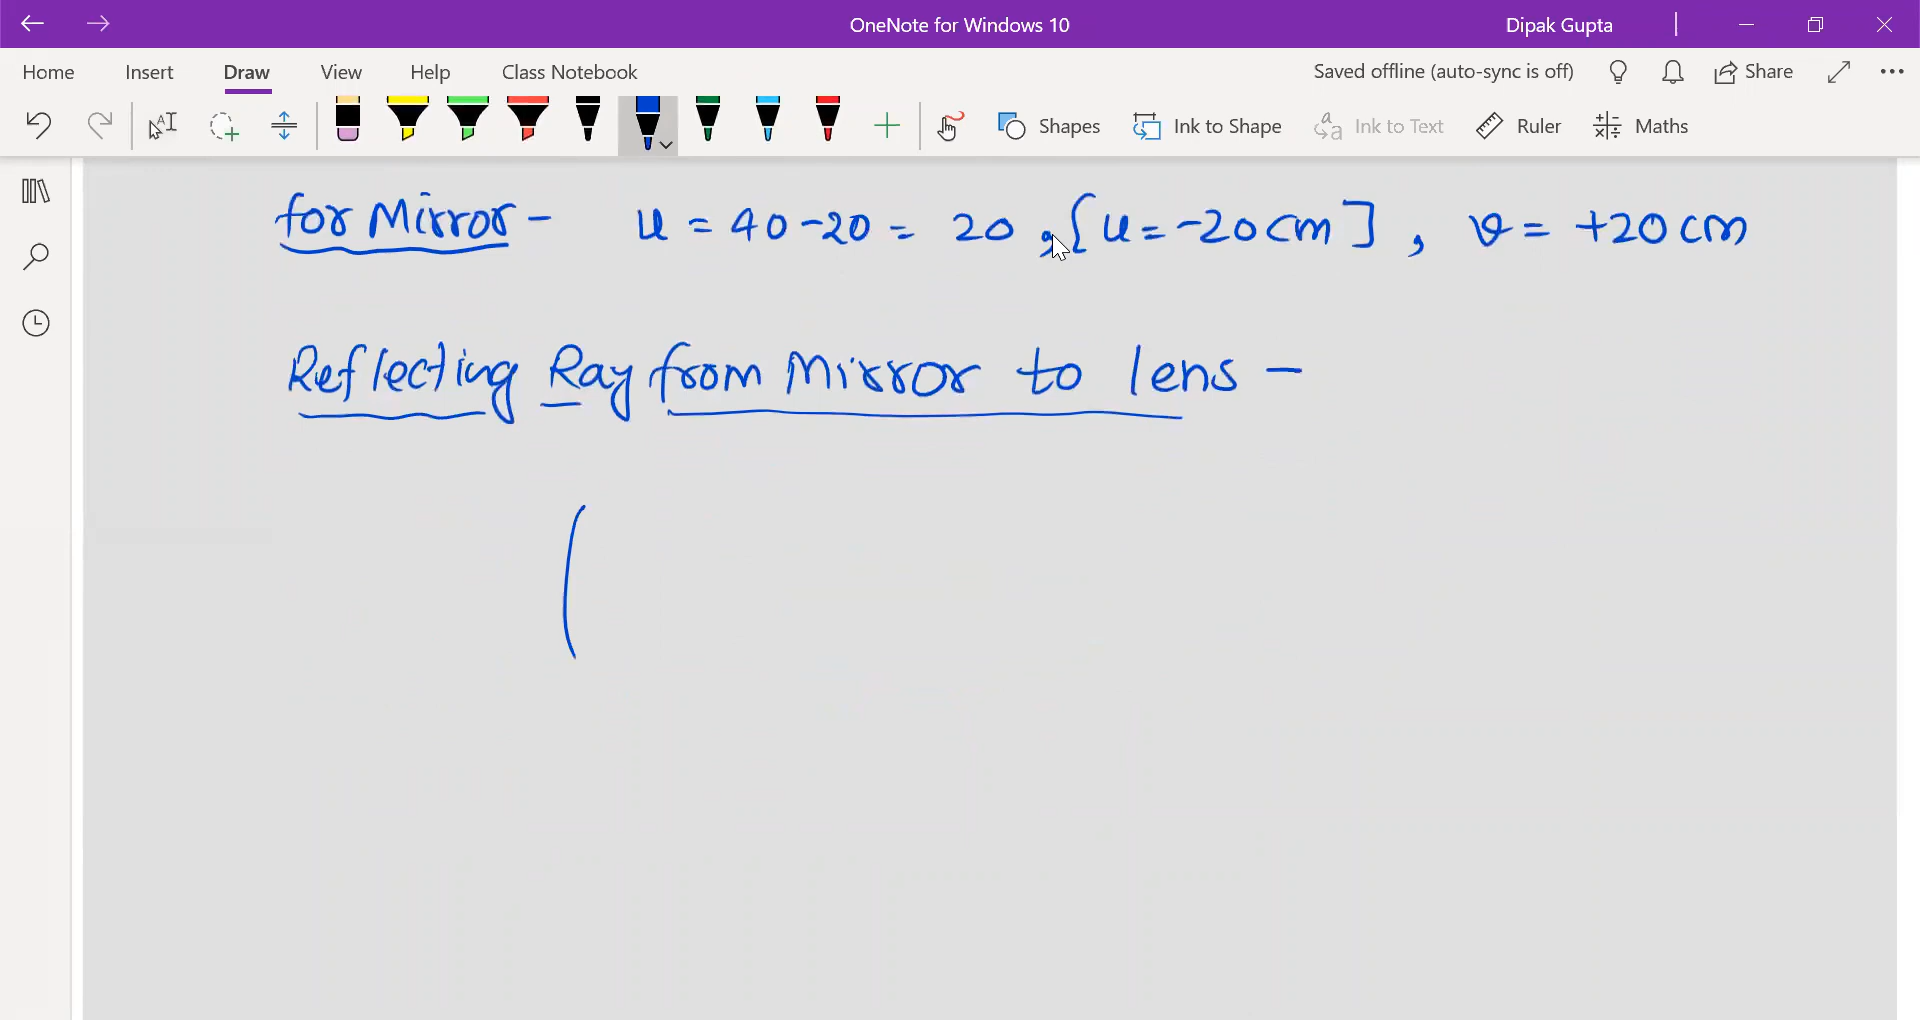 OneNote for Windows 10 Dipak Gupta
Home Insert Draw View Help Class Notebook Saved offline (auto-sync is off) Share
Shapes Ink to Shape Ink to Text Ruler Maths
for Mirror - u = 40-20 = 20 , [u = -20cm] , v = +20 cm
Reflecting Ray from Mirror to lens -